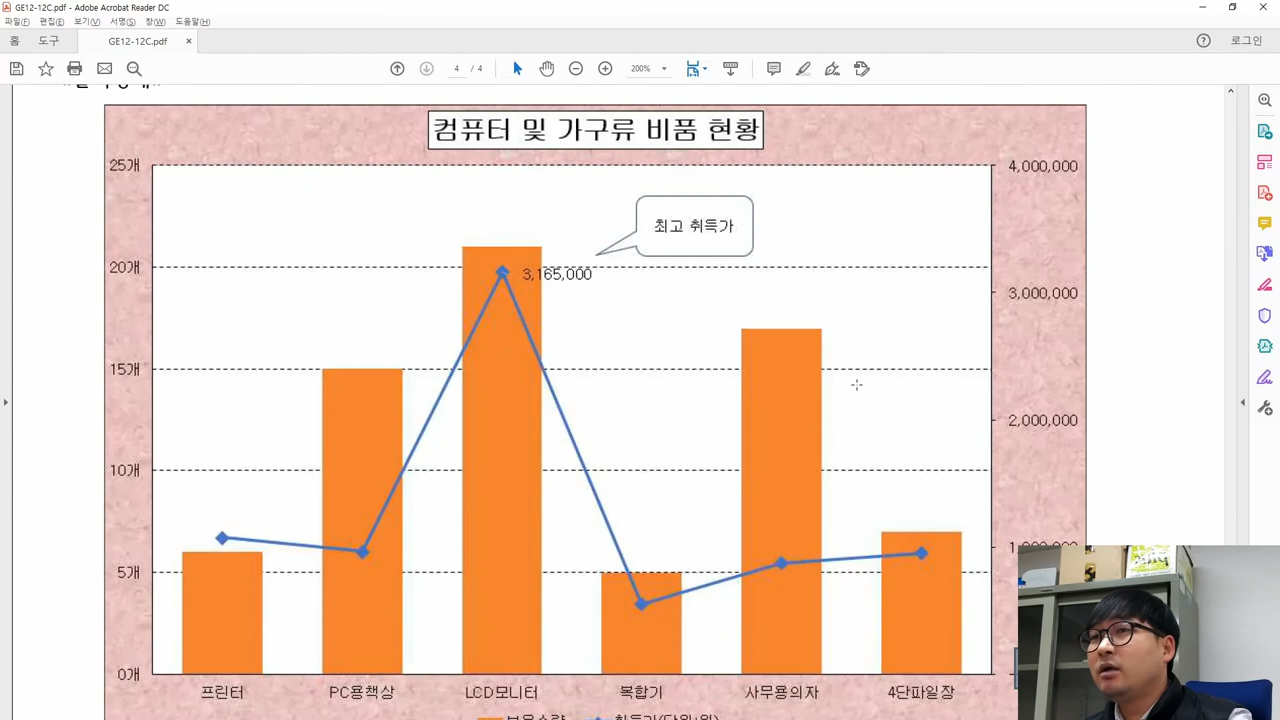 GE12-12C.pdf - Adobe Acrobat Reader DC
파일(F) 편집(E) 보기(V) 서명(S) 창(W) 도움말(H)
홈 도구 GE12-12C.pdf × 로그인
4 / 4 200%
컴퓨터 및 가구류 비품 현황
25개 4,000,000
최고 취득가
20개 3,165,000
3,000,000
15개
2,000,000
10개
5개
0개
프린터 PC용책상 LCD모니터 복합기 사무용의자 4단파일장